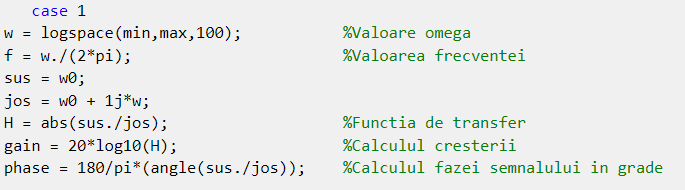 case 1
w = logspace(min,max,100); %Valoare omega
f = w./(2*pi); %Valoarea frecventei
sus = w0;
jos = w0 + 1j*w;
H = abs(sus./jos); %Functia de transfer
gain = 20*log10(H); %Calculul cresterii
phase = 180/pi*(angle(sus./jos)); %Calculul fazei semnalului in grade